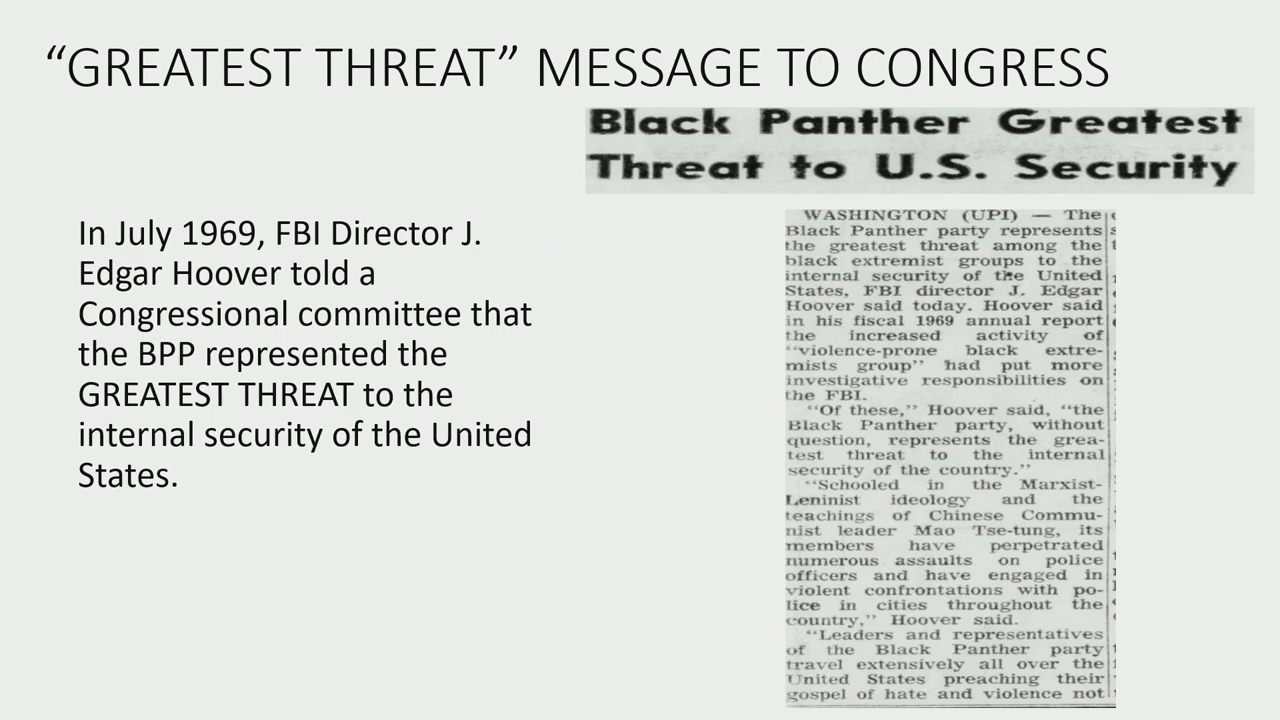 “GREATEST THREAT” MESSAGE TO CONGRESS
Black Panther Greatest
Threat to U.S. Security
In July 1969, FBI Director J.
Edgar Hoover told a
Congressional committee that
the BPP represented the
GREATEST THREAT to the
internal security of the United
States.
WASHINGTON (UPI) — The
Black Panther party represents
the greatest threat among the
black extremist groups to the
internal security of the United
States, FBI director J. Edgar
Hoover said today. Hoover said
in his fiscal 1969 annual report
the increased activity of
“violence-prone black extre-
mists group” had put more
investigative responsibilities on
the FBI.
“Of these,” Hoover said, “the
Black Panther party, without
question, represents the grea-
test threat to the internal
security of the country.”
“Schooled in the Marxist-
Leninist ideology and the
teachings of Chinese Commu-
nist leader Mao Tse-tung, its
members have perpetrated
numerous assaults on police
officers and have engaged in
violent confrontations with po-
lice in cities throughout the
country,” Hoover said.
“Leaders and representatives
of the Black Panther party
travel extensively all over the
United States preaching their
gospel of hate and violence not